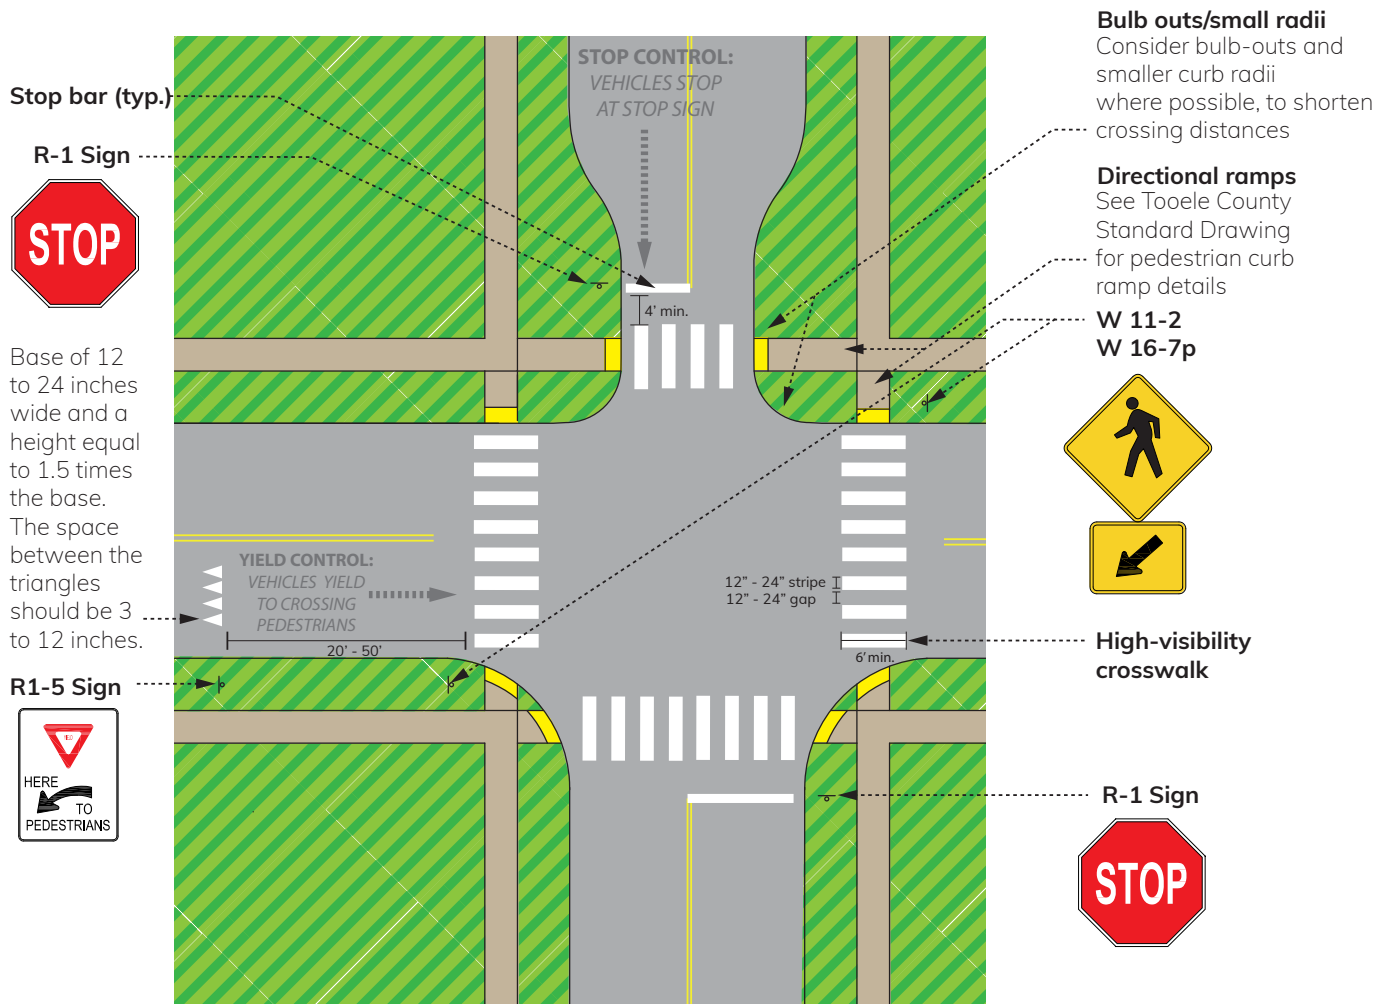 Bulb outs/small radii
Consider bulb-outs and
smaller curb radii
where possible, to shorten
crossing distances
STOP CONTROL:
VEHICLES STOP
AT STOP SIGN
Stop bar (typ.)
R-1 Sign
STOP
Directional ramps
See Tooele County
Standard Drawing
for pedestrian curb
ramp details
W 11-2
W 16-7p
4' min.
Base of 12
to 24 inches
wide and a
height equal
to 1.5 times
the base.
The space
between the
triangles
should be 3
to 12 inches.
YIELD CONTROL:
VEHICLES YIELD
TO CROSSING
PEDESTRIANS
20' - 50'
12" - 24" stripe
12" - 24" gap
6' min.
High-visibility
crosswalk
R1-5 Sign
YIELD
HERE
TO
PEDESTRIANS
R-1 Sign
STOP